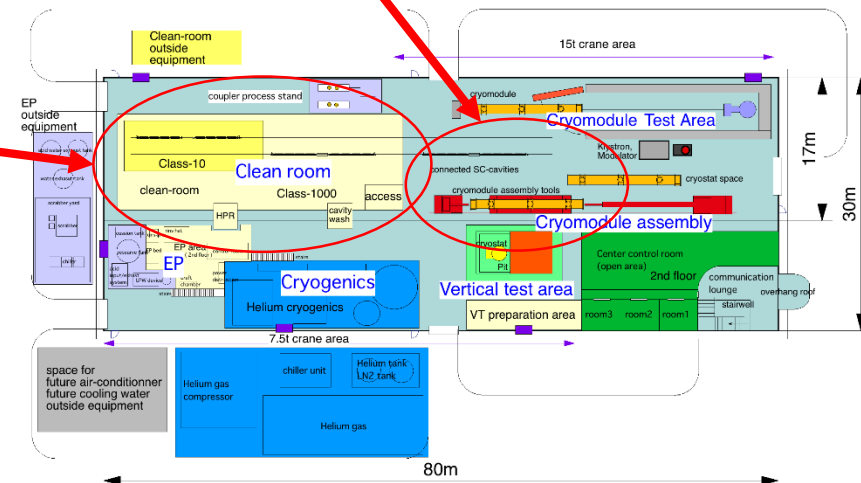 Clean-room
outside
equipment
15t crane area
EP
outside
equipment
coupler process stand
cryomodule
Cryomodule Test Area
Klystron,
Modulator
17m
30m
Class-10
Clean room
connected SC-cavities
clean-room
Class-1000
access
cryostat space
cryomodule assembly tools
HPR
cavity
wash
Cryomodule assembly
scrubber yard
scrubber
chiller
EP area
( 2nd floor )
EP
cryostat
Pit
Center control room
(open area)
2nd floor
communication
lounge
stairwell
overhang roof
Cryogenics
Helium cryogenics
Vertical test area
VT preparation area
room3
room2
room1
7.5t crane area
space for
future air-conditionner
future cooling water
outside equipment
Helium gas
compressor
chiller unit
Helium tank
LN2 tank
Helium gas
80m